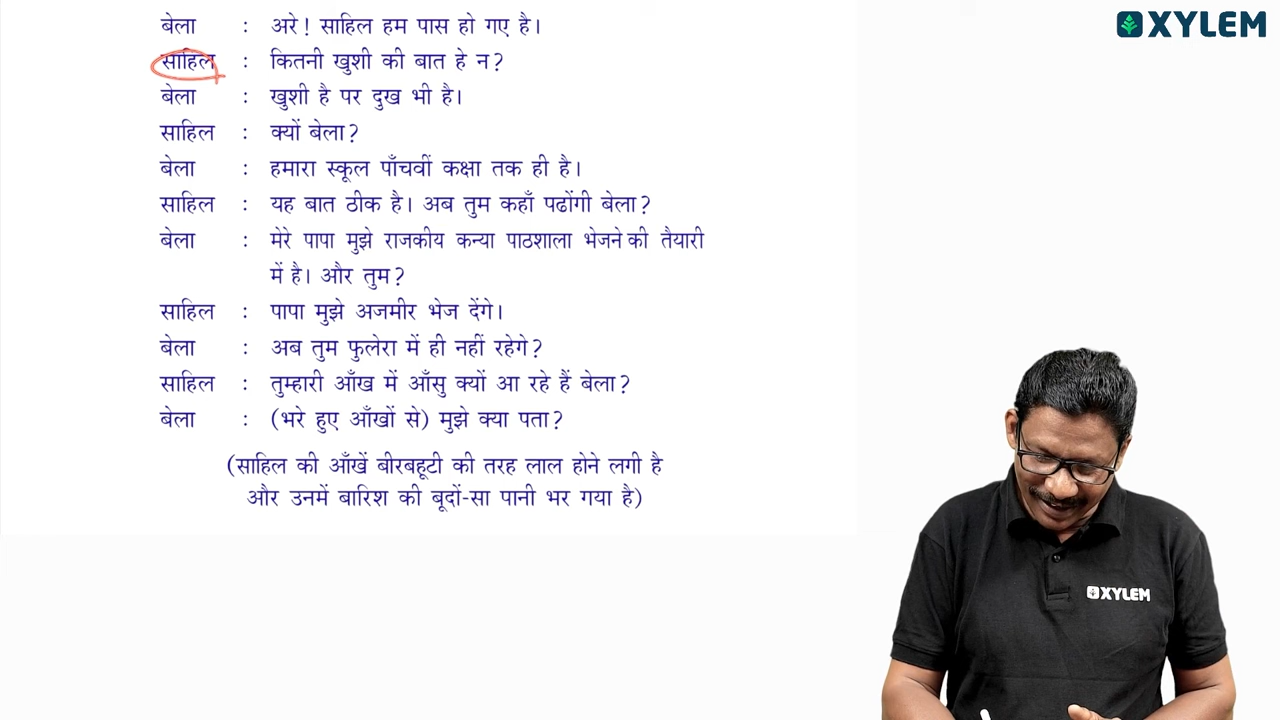 XYLEM
बेला : अरे! साहिल हम पास हो गए है।
साहिल : कितनी खुशी की बात हे न?
बेला : खुशी है पर दुख भी है।
साहिल : क्यों बेला?
बेला : हमारा स्कूल पाँचवीं कक्षा तक ही है।
साहिल : यह बात ठीक है। अब तुम कहाँ पढोंगी बेला?
बेला : मेरे पापा मुझे राजकीय कन्या पाठशाला भेजने की तैयारी
में है। और तुम?
साहिल : पापा मुझे अजमीर भेज देंगे।
बेला : अब तुम फुलेरा में ही नहीं रहेगे?
साहिल : तुम्हारी आँख में आँसु क्यों आ रहे हैं बेला?
बेला : (भरे हुए आँखों से) मुझे क्या पता?
(साहिल की आँखें बीरबहूटी की तरह लाल होने लगी है
और उनमें बारिश की बूदों-सा पानी भर गया है)
XYLEM